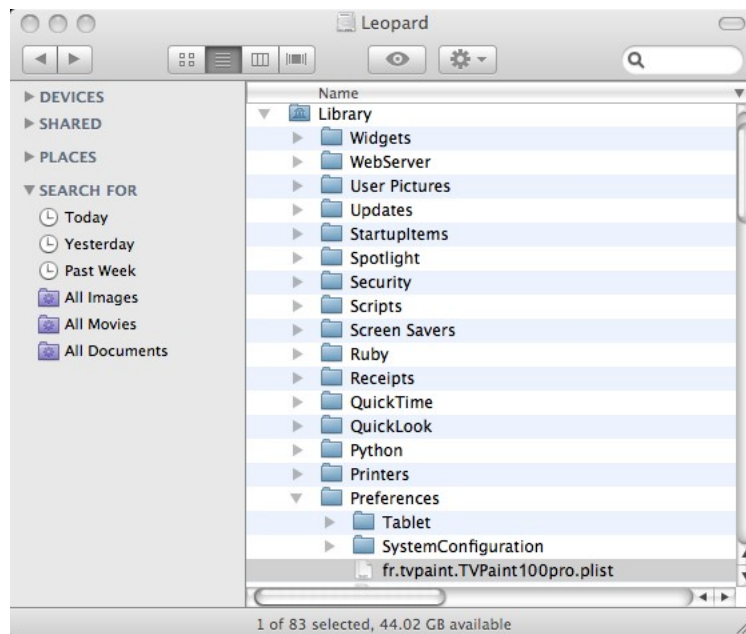 Leopard
Name
DEVICES
SHARED
PLACES
SEARCH FOR
Today
Yesterday
Past Week
All Images
All Movies
All Documents
Library
Widgets
WebServer
User Pictures
Updates
StartupItems
Spotlight
Security
Scripts
Screen Savers
Ruby
Receipts
QuickTime
QuickLook
Python
Printers
Preferences
Tablet
SystemConfiguration
fr.tvpaint.TVPaint100pro.plist
1 of 83 selected, 44.02 GB available